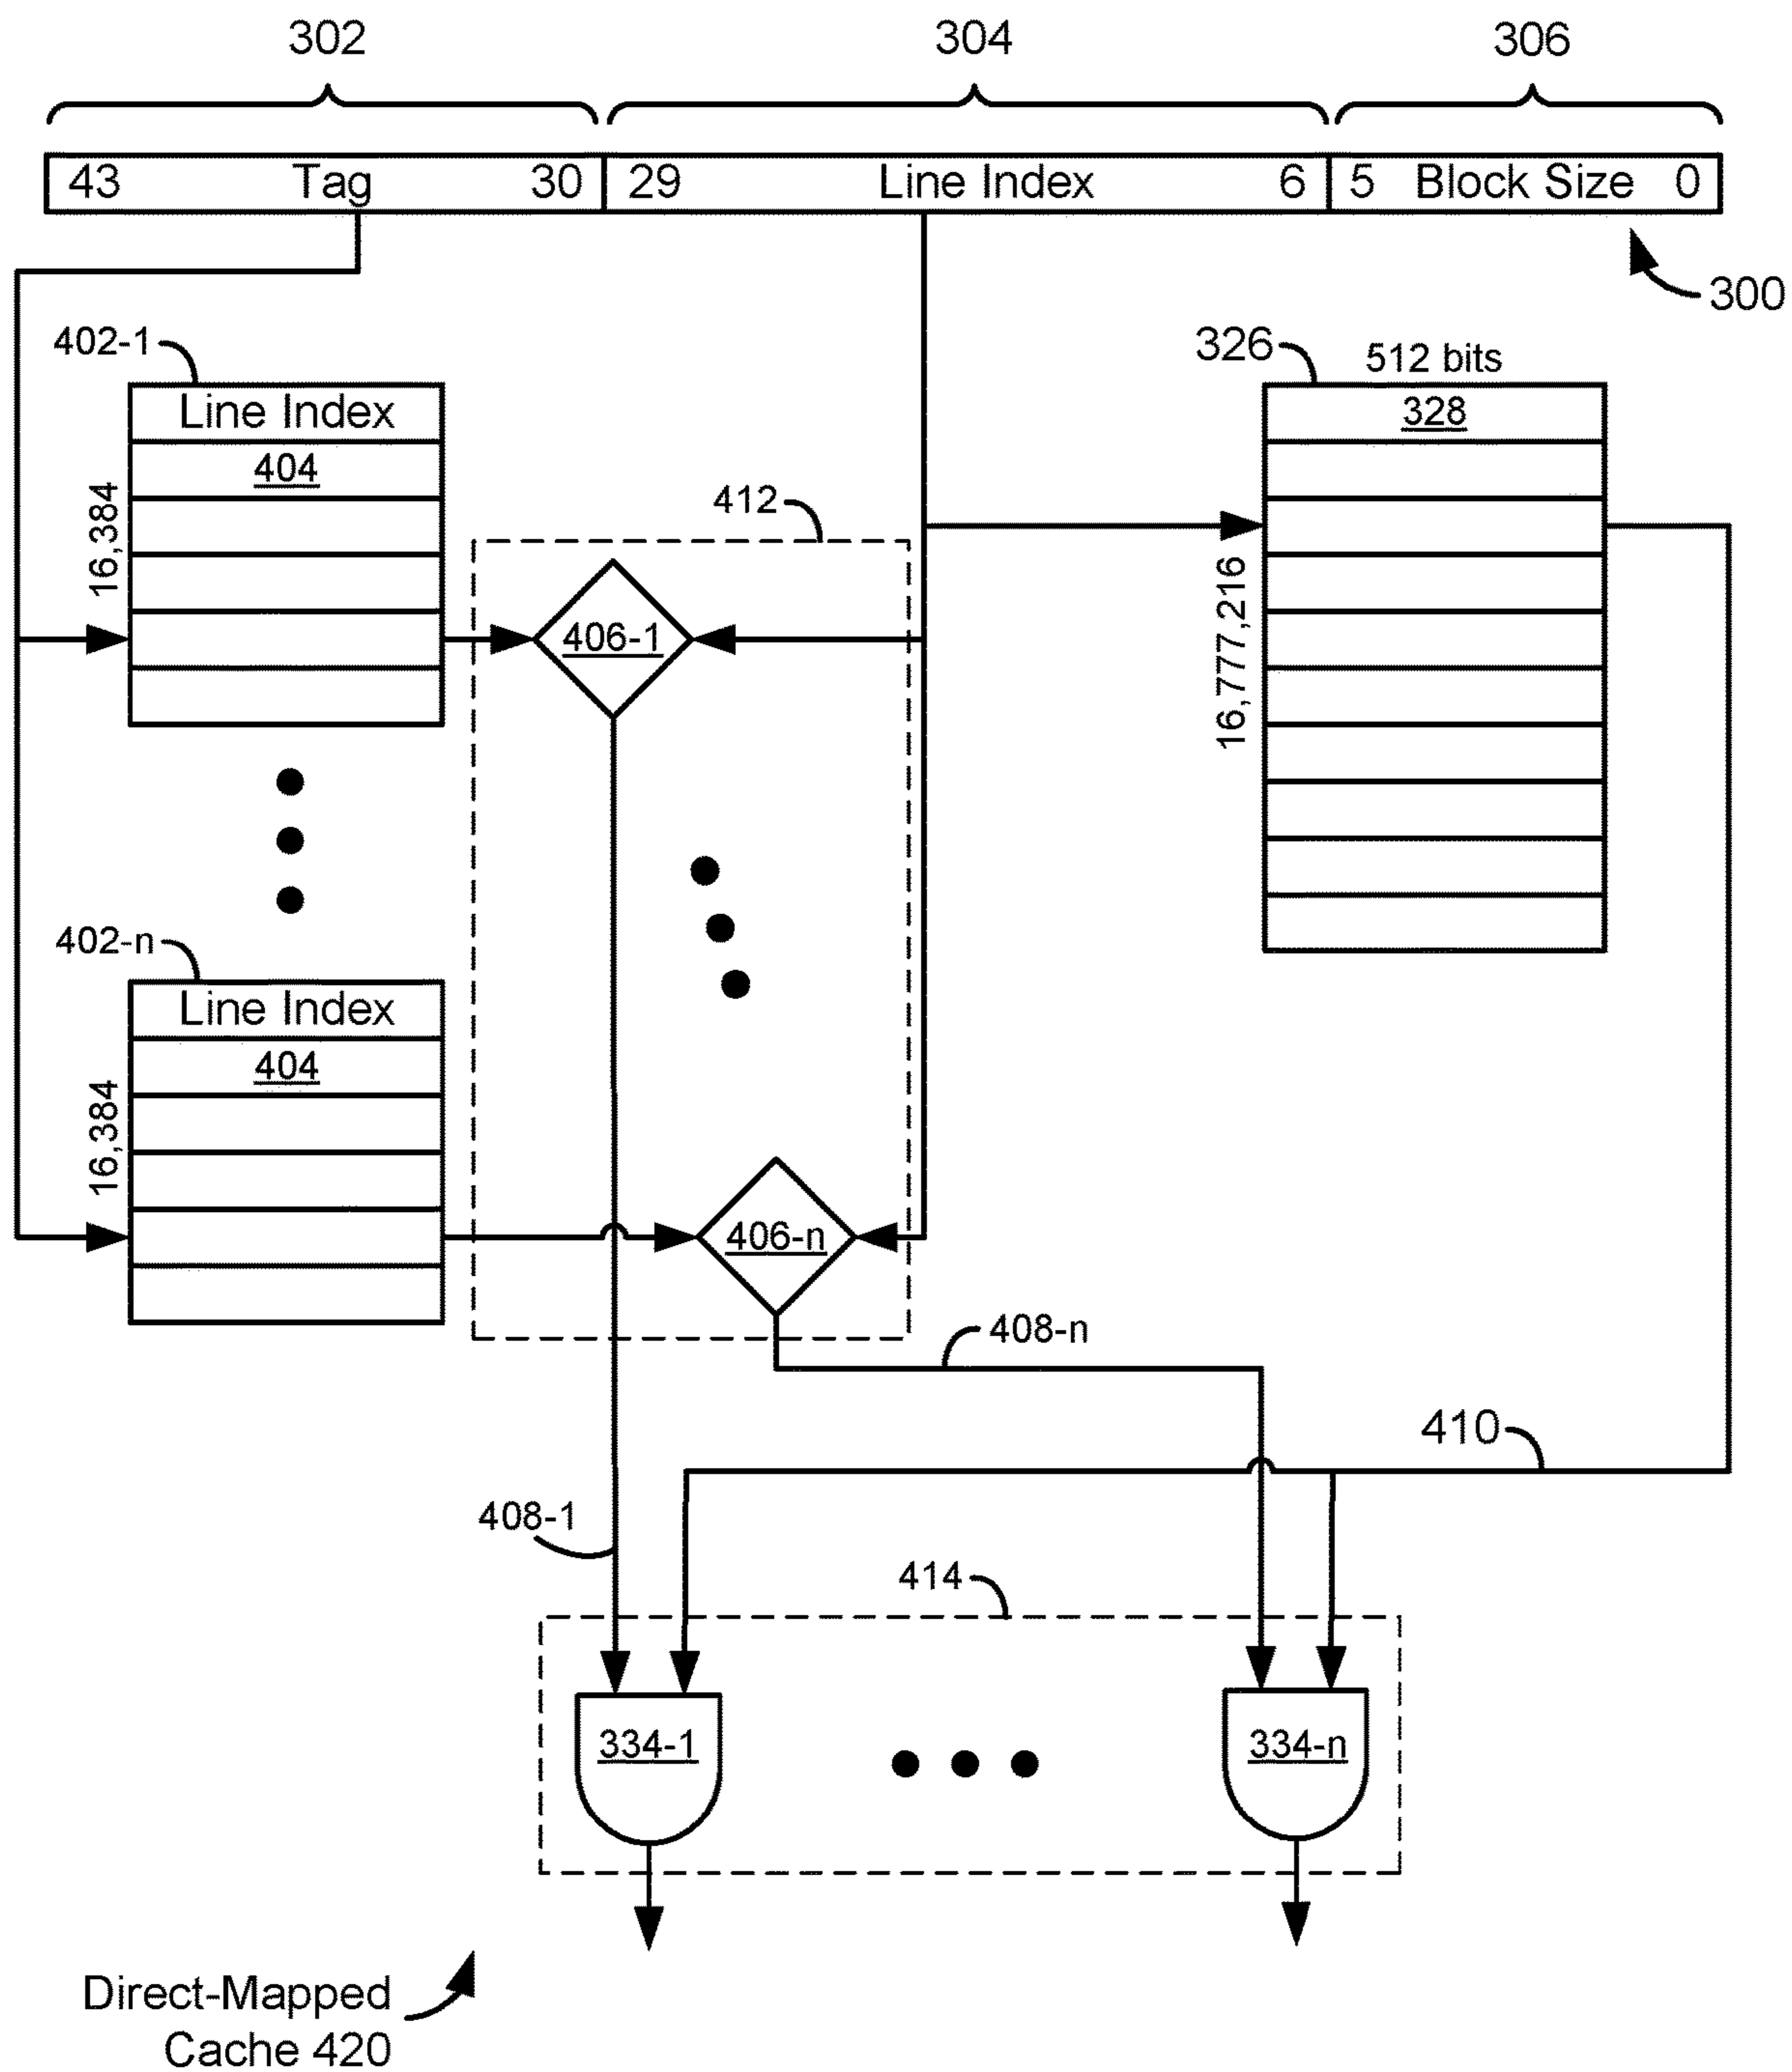 302 304 306
43 Tag 30 29 Line Index 6 5 Block Size 0
300
402-1
326
512 bits
Line Index
328
404
16,384
412
16,777,216
406-1
402-n
Line Index
404
16,384
406-n
408-n
410
408-1
414
334-1
334-n
Direct-Mapped
Cache 420